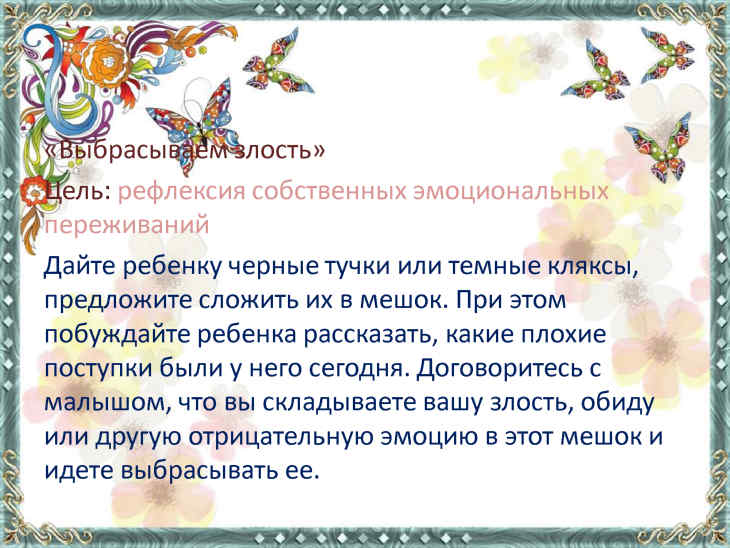 «Выбрасываем злость»
Цель: рефлексия собственных эмоциональных
переживаний
Дайте ребенку черные тучки или темные кляксы,
предложите сложить их в мешок. При этом
побуждайте ребенка рассказать, какие плохие
поступки были у него сегодня. Договоритесь с
малышом, что вы складываете вашу злость, обиду
или другую отрицательную эмоцию в этот мешок и
идете выбрасывать ее.